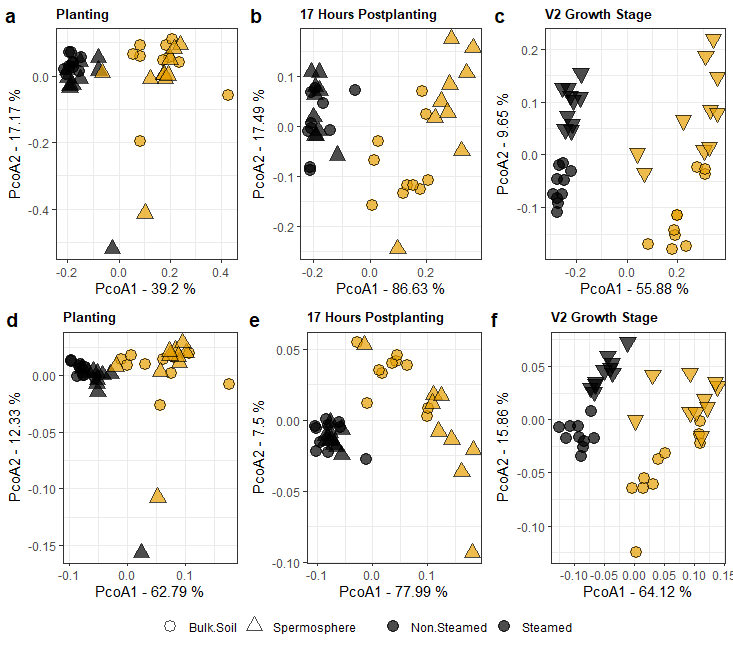 a Planting
b 17 Hours Postplanting
c V2 Growth Stage
0.0
-0.2
-0.4
PcoA2 - 17.17 %
-0.2 0.0 0.2 0.4
PcoA1 - 39.2 %
0.1
0.0
-0.1
-0.2
PcoA2 - 17.49 %
-0.2 0.0 0.2
PcoA1 - 86.63 %
0.2
0.1
0.0
-0.1
PcoA2 - 9.65 %
-0.2 0.0 0.2
PcoA1 - 55.88 %
d Planting
e 17 Hours Postplanting
f V2 Growth Stage
0.00
-0.05
-0.10
-0.15
PcoA2 - 12.33 %
-0.1 0.0 0.1
PcoA1 - 62.79 %
0.05
0.00
-0.05
-0.10
PcoA2 - 7.5 %
-0.1 0.0 0.1
PcoA1 - 77.99 %
0.05
0.00
-0.05
-0.10
PcoA2 - 15.86 %
-0.10 -0.05 0.00 0.05 0.10 0.15
PcoA1 - 64.12 %
Bulk.Soil Spermosphere Non.Steamed Steamed